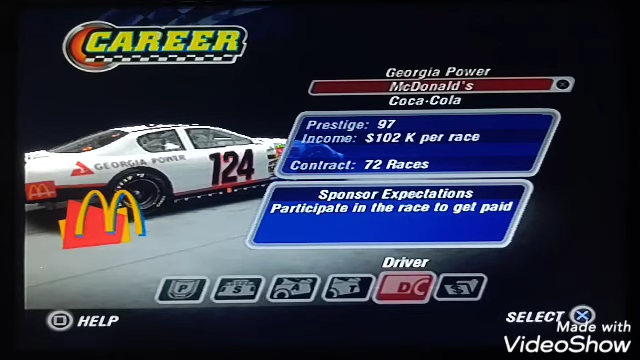 CAREER
Georgia Power
McDonald's
Coca-Cola
Prestige: 97
Income: $102 K per race
Contract: 72 Races
Sponsor Expectations
Participate in the race to get paid
GEORGIA POWER
124
Driver
P
S
A
T
D
HELP
SELECT
Made with
VideoShow